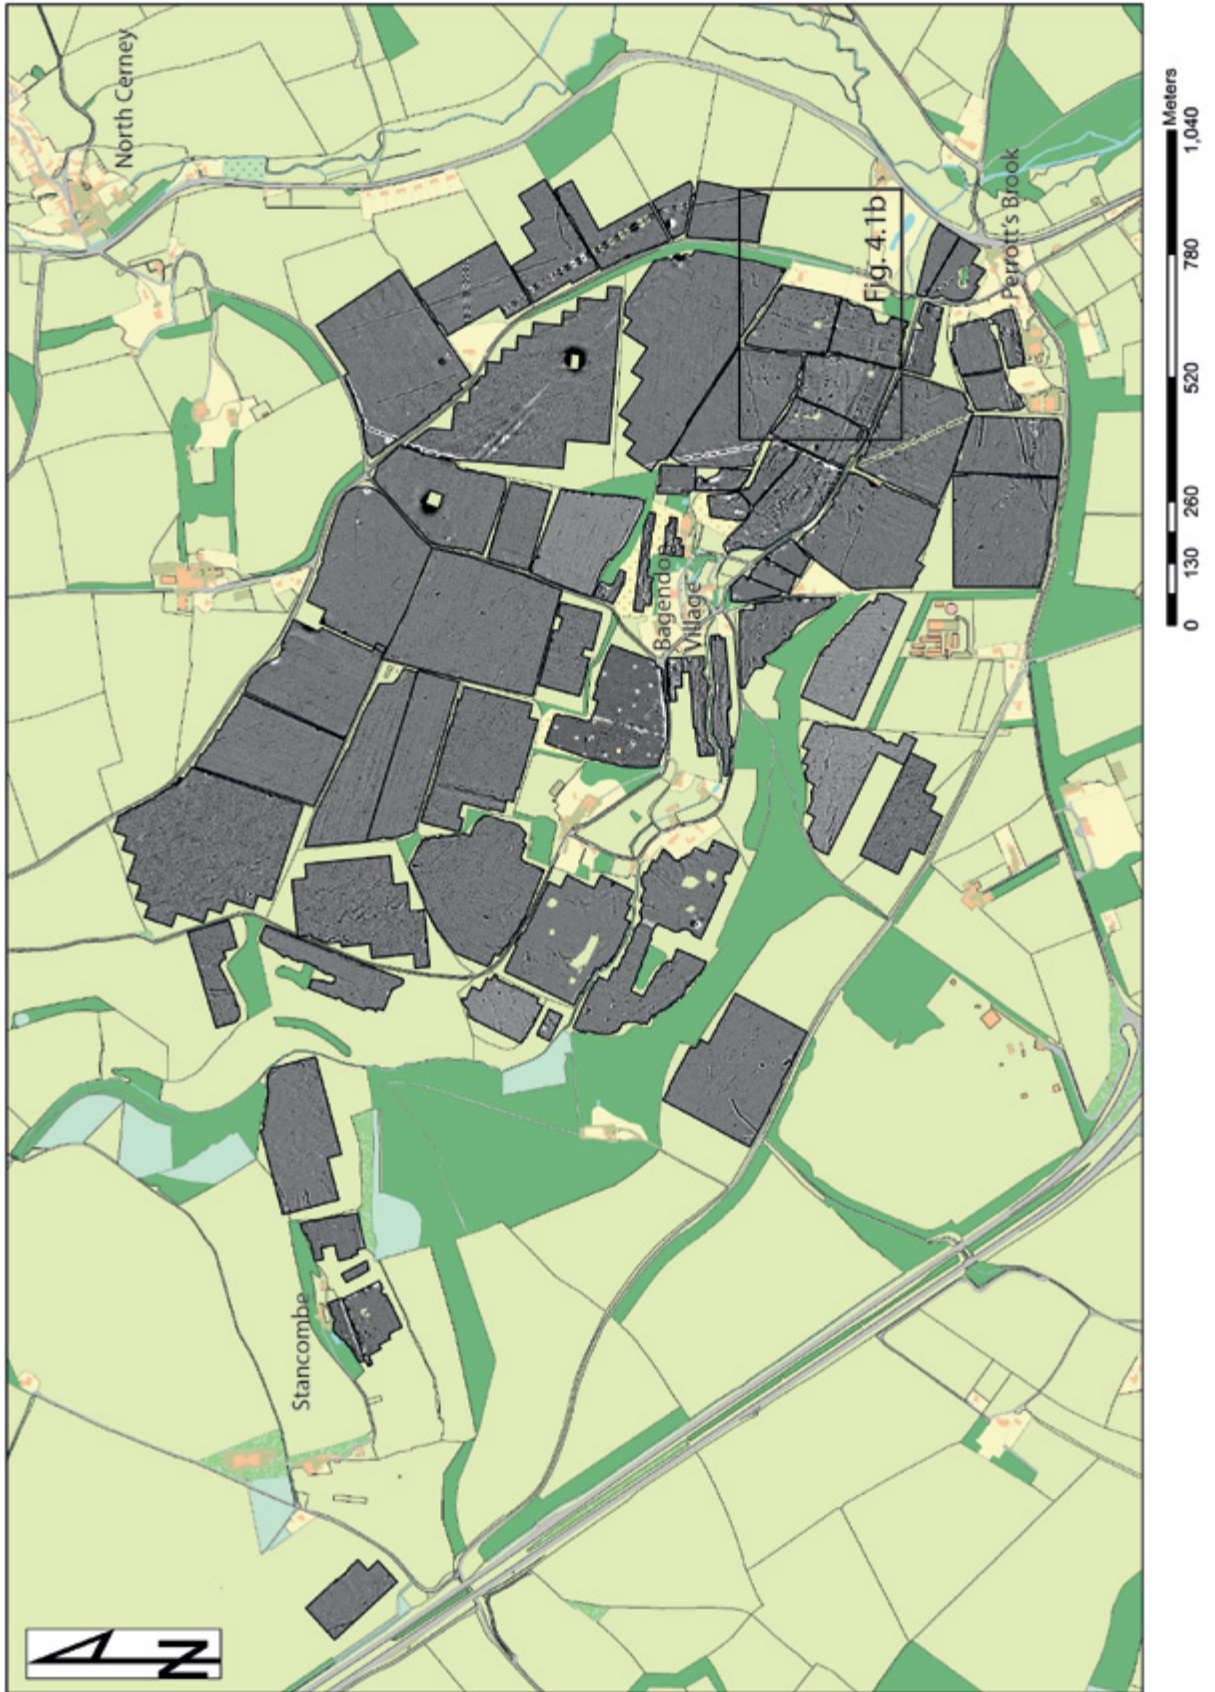 North Cerney
Stancombe
Bagendon
Village
Fig. 4.1b
Perrott's Brook
N
0 130 260 520 780 1,040
Meters